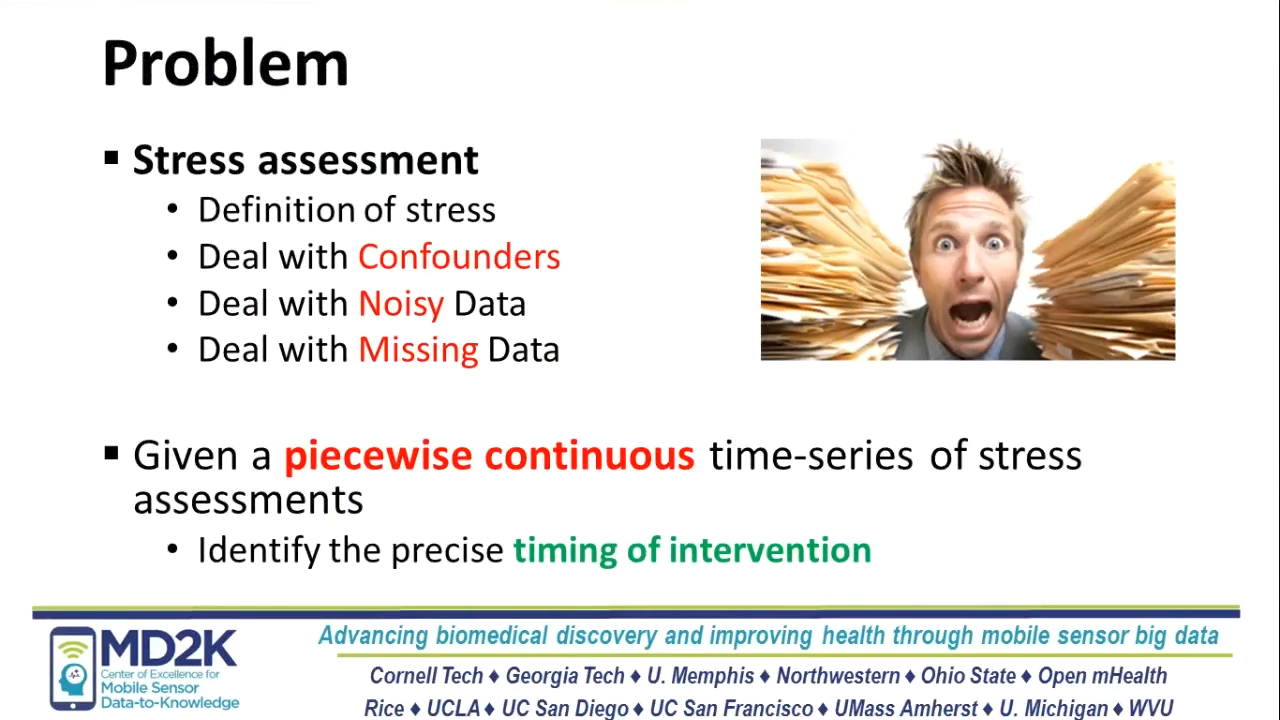 Problem
▪ Stress assessment
• Definition of stress
• Deal with Confounders
• Deal with Noisy Data
• Deal with Missing Data
▪ Given a piecewise continuous time-series of stress
assessments
• Identify the precise timing of intervention
MD2K
Center of Excellence for
Mobile Sensor
Data-to-Knowledge
Advancing biomedical discovery and improving health through mobile sensor big data
Cornell Tech ♦ Georgia Tech ♦ U. Memphis ♦ Northwestern ♦ Ohio State ♦ Open mHealth
Rice ♦ UCLA ♦ UC San Diego ♦ UC San Francisco ♦ UMass Amherst ♦ U. Michigan ♦ WVU